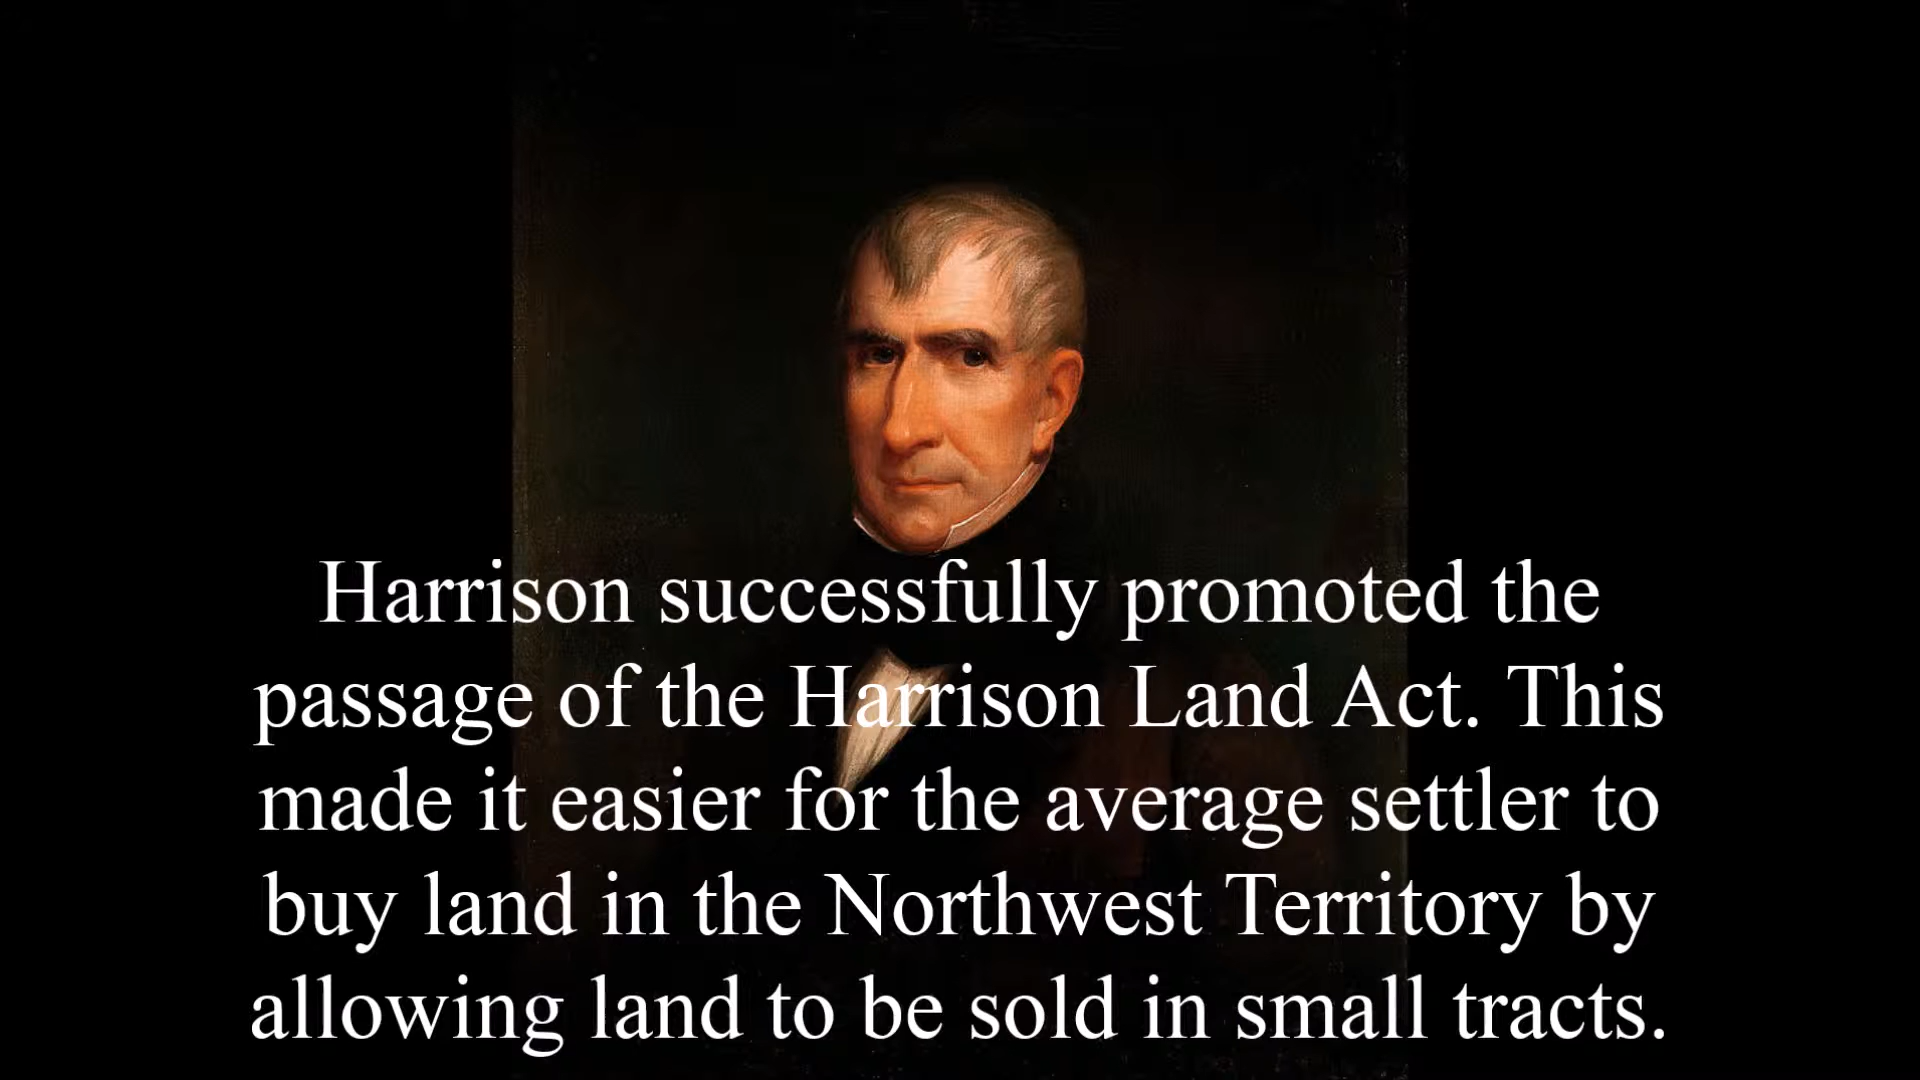 Harrison successfully promoted the
passage of the Harrison Land Act. This
made it easier for the average settler to
buy land in the Northwest Territory by
allowing land to be sold in small tracts.